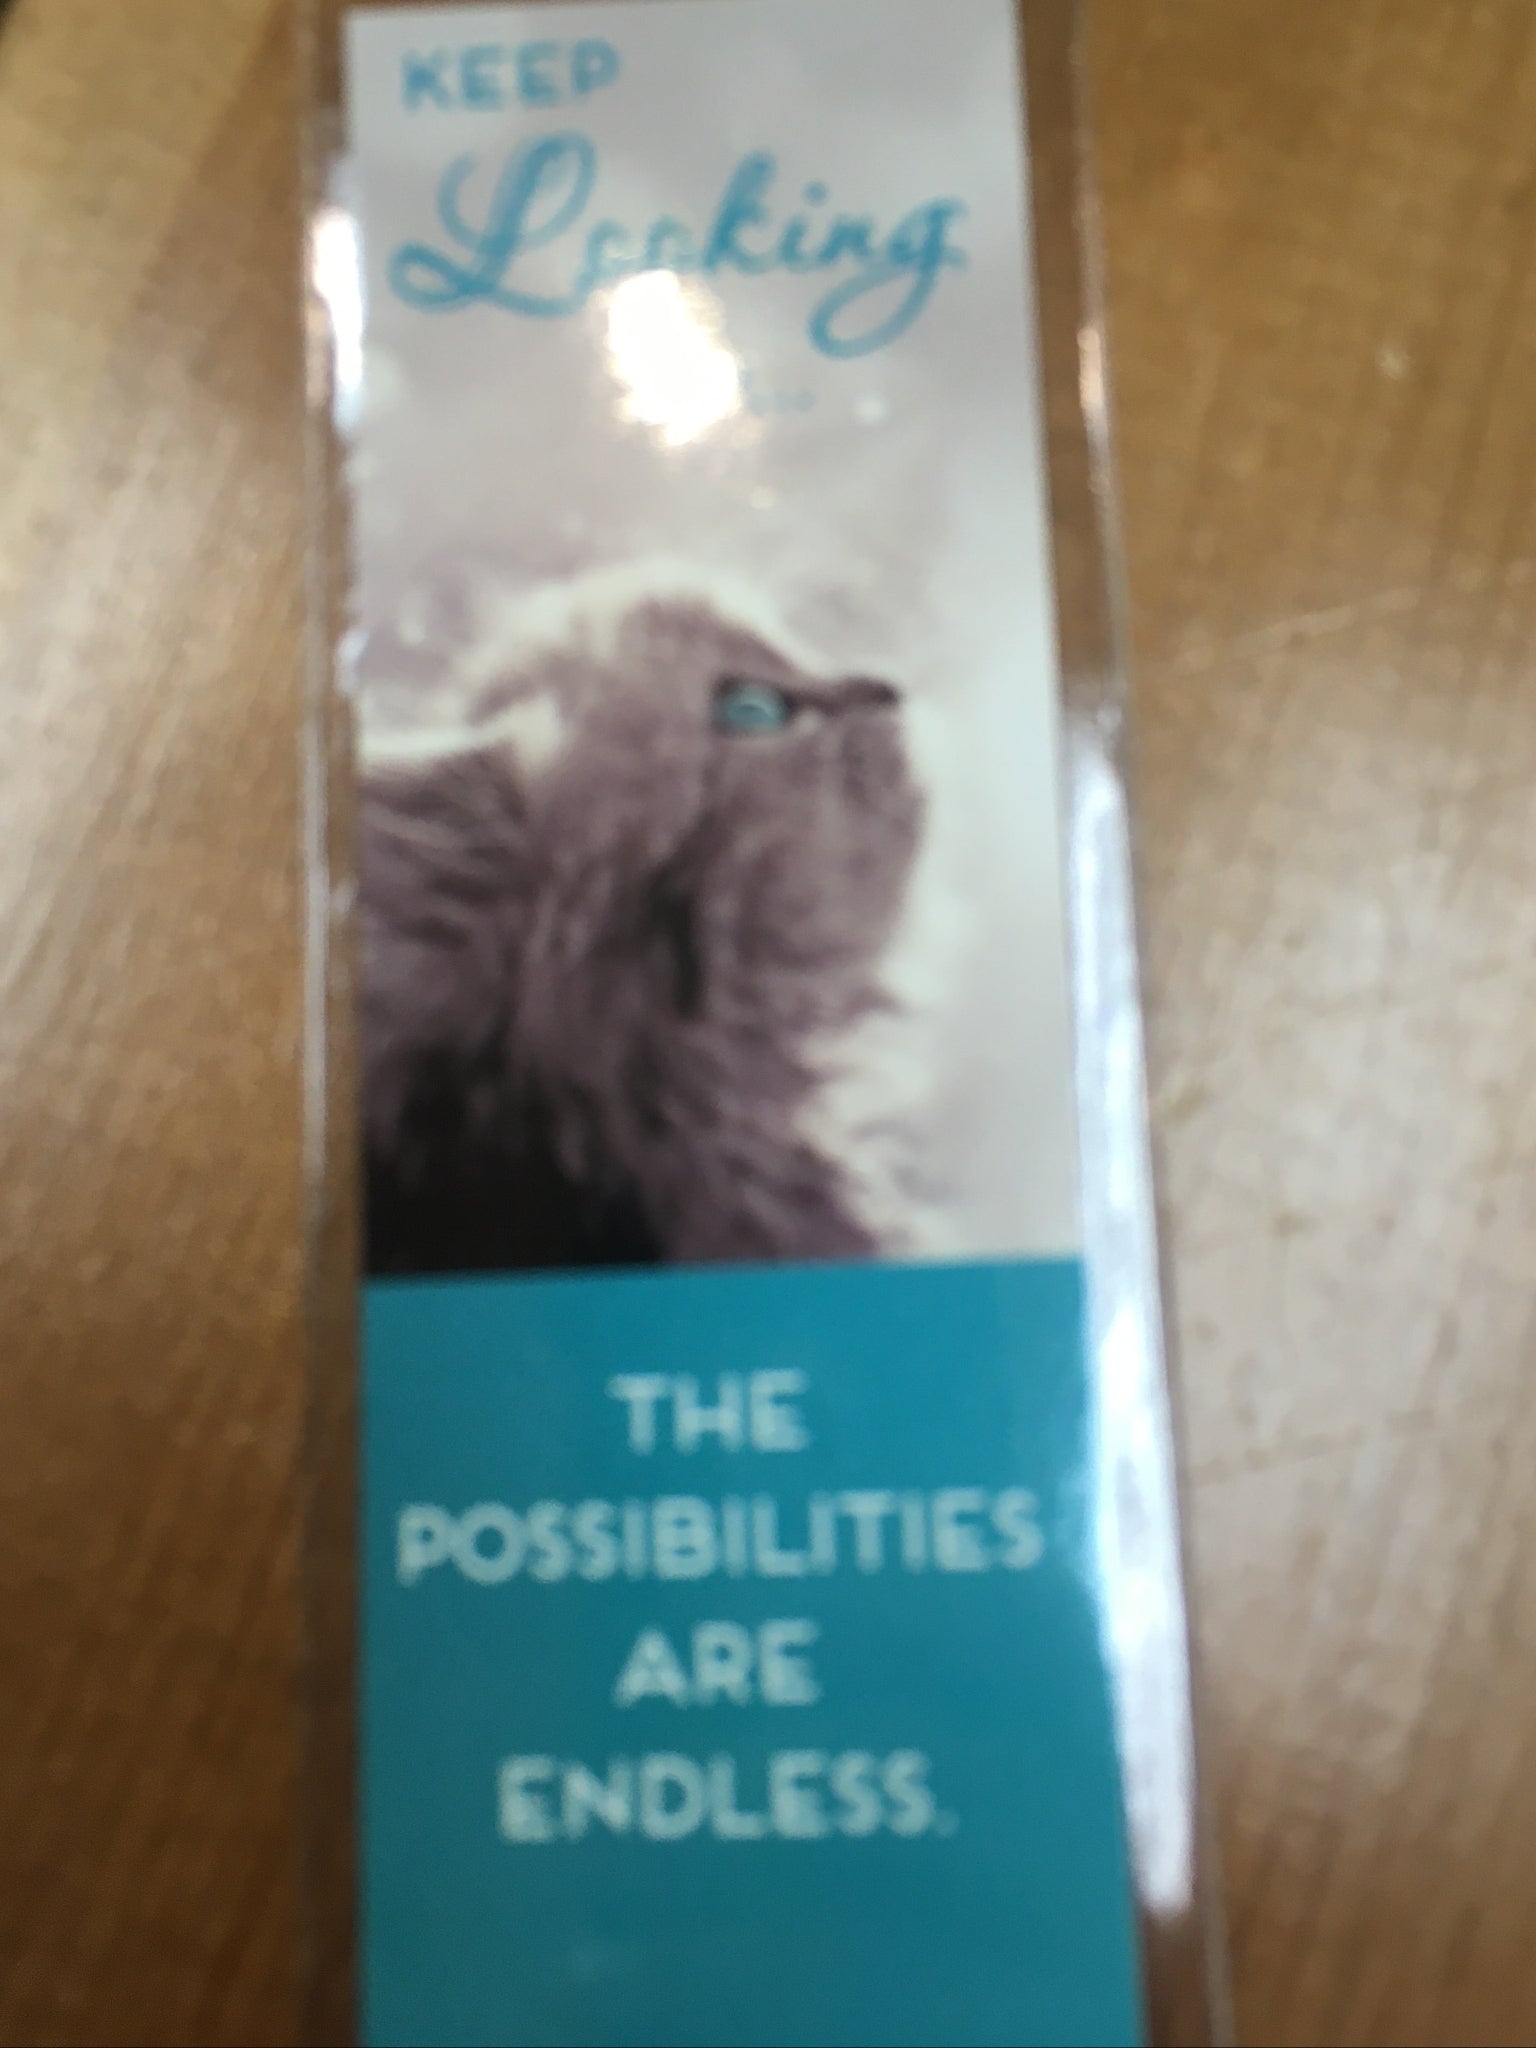 KEEP
Looking
THE
POSSIBILITIES
ARE
ENDLESS.